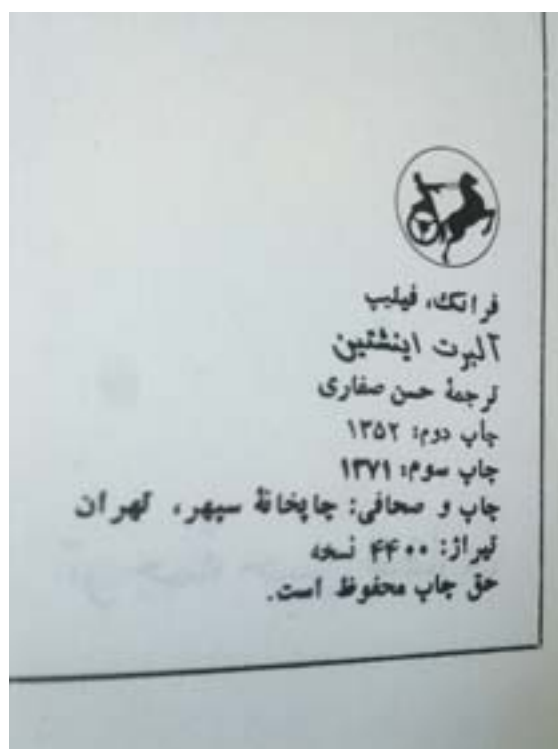 فرانک، فیلیپ
آلبرت اینشتین
ترجمهٔ حسن صفاری
چاپ دوم: ۱۳۵۲
چاپ سوم: ۱۳۷۱
چاپ و صحافی: چاپخانهٔ سپهر، تهران
تیراژ: ۴۴۰۰ نسخه
حق چاپ محفوظ است.